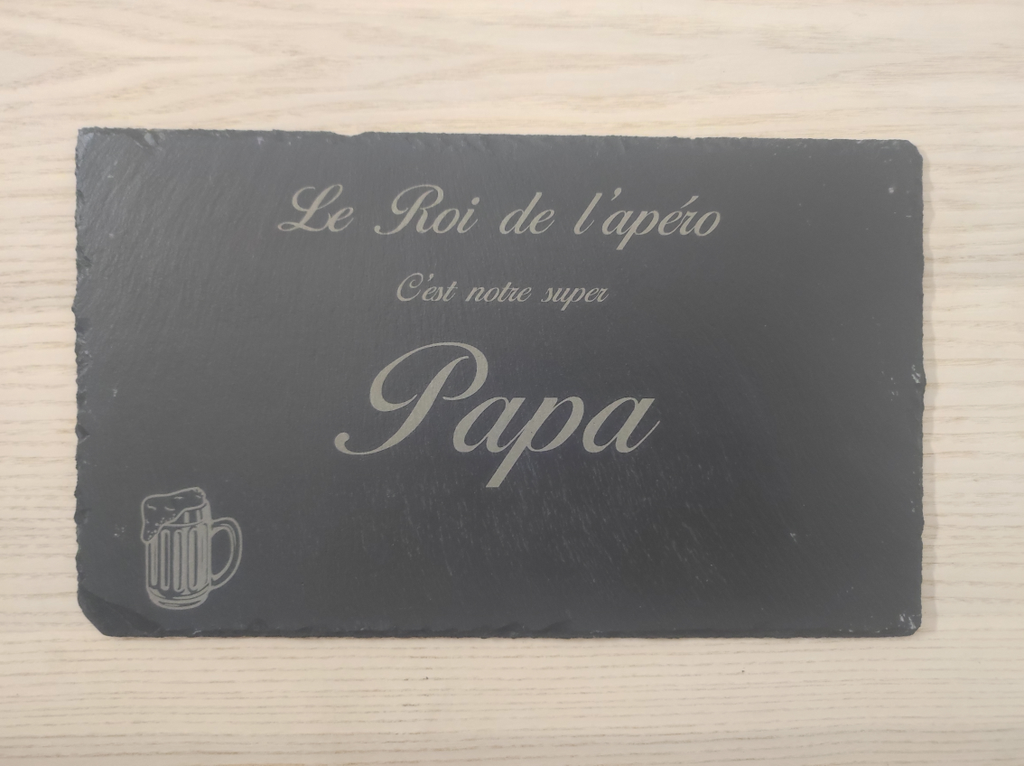 Le Roi de l'apéro
C'est notre super
Papa